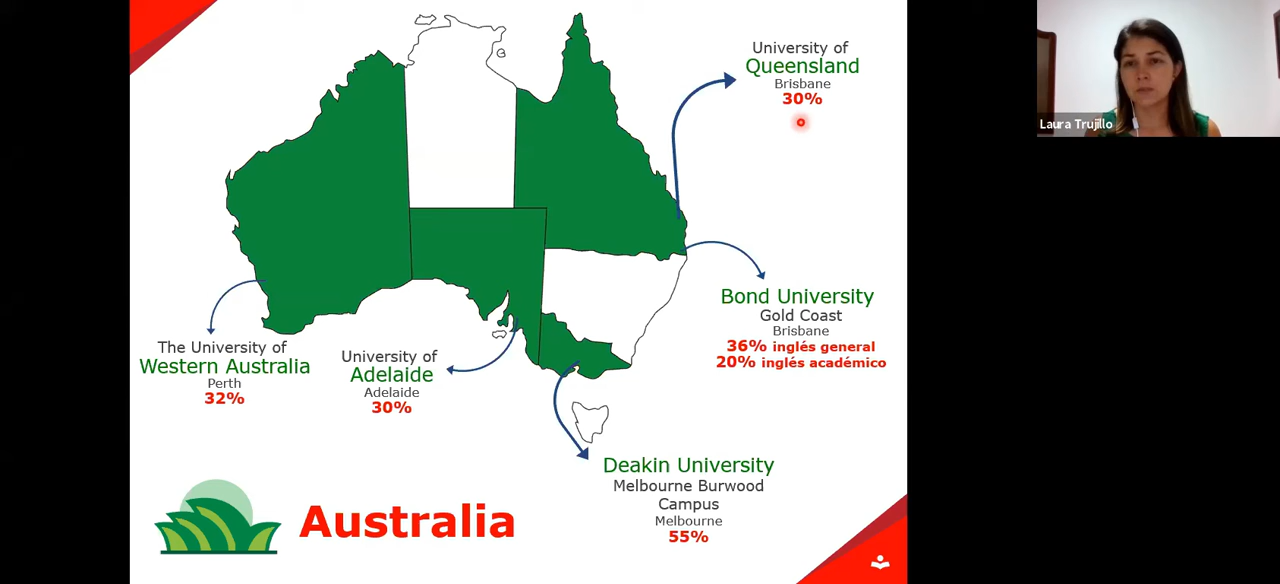 University of
Queensland
Brisbane
30%
Laura Trujillo
Bond University
Gold Coast
Brisbane
36% inglés general
20% inglés académico
The University of
Western Australia
Perth
32%
University of
Adelaide
Adelaide
30%
Deakin University
Melbourne Burwood
Campus
Melbourne
55%
Australia